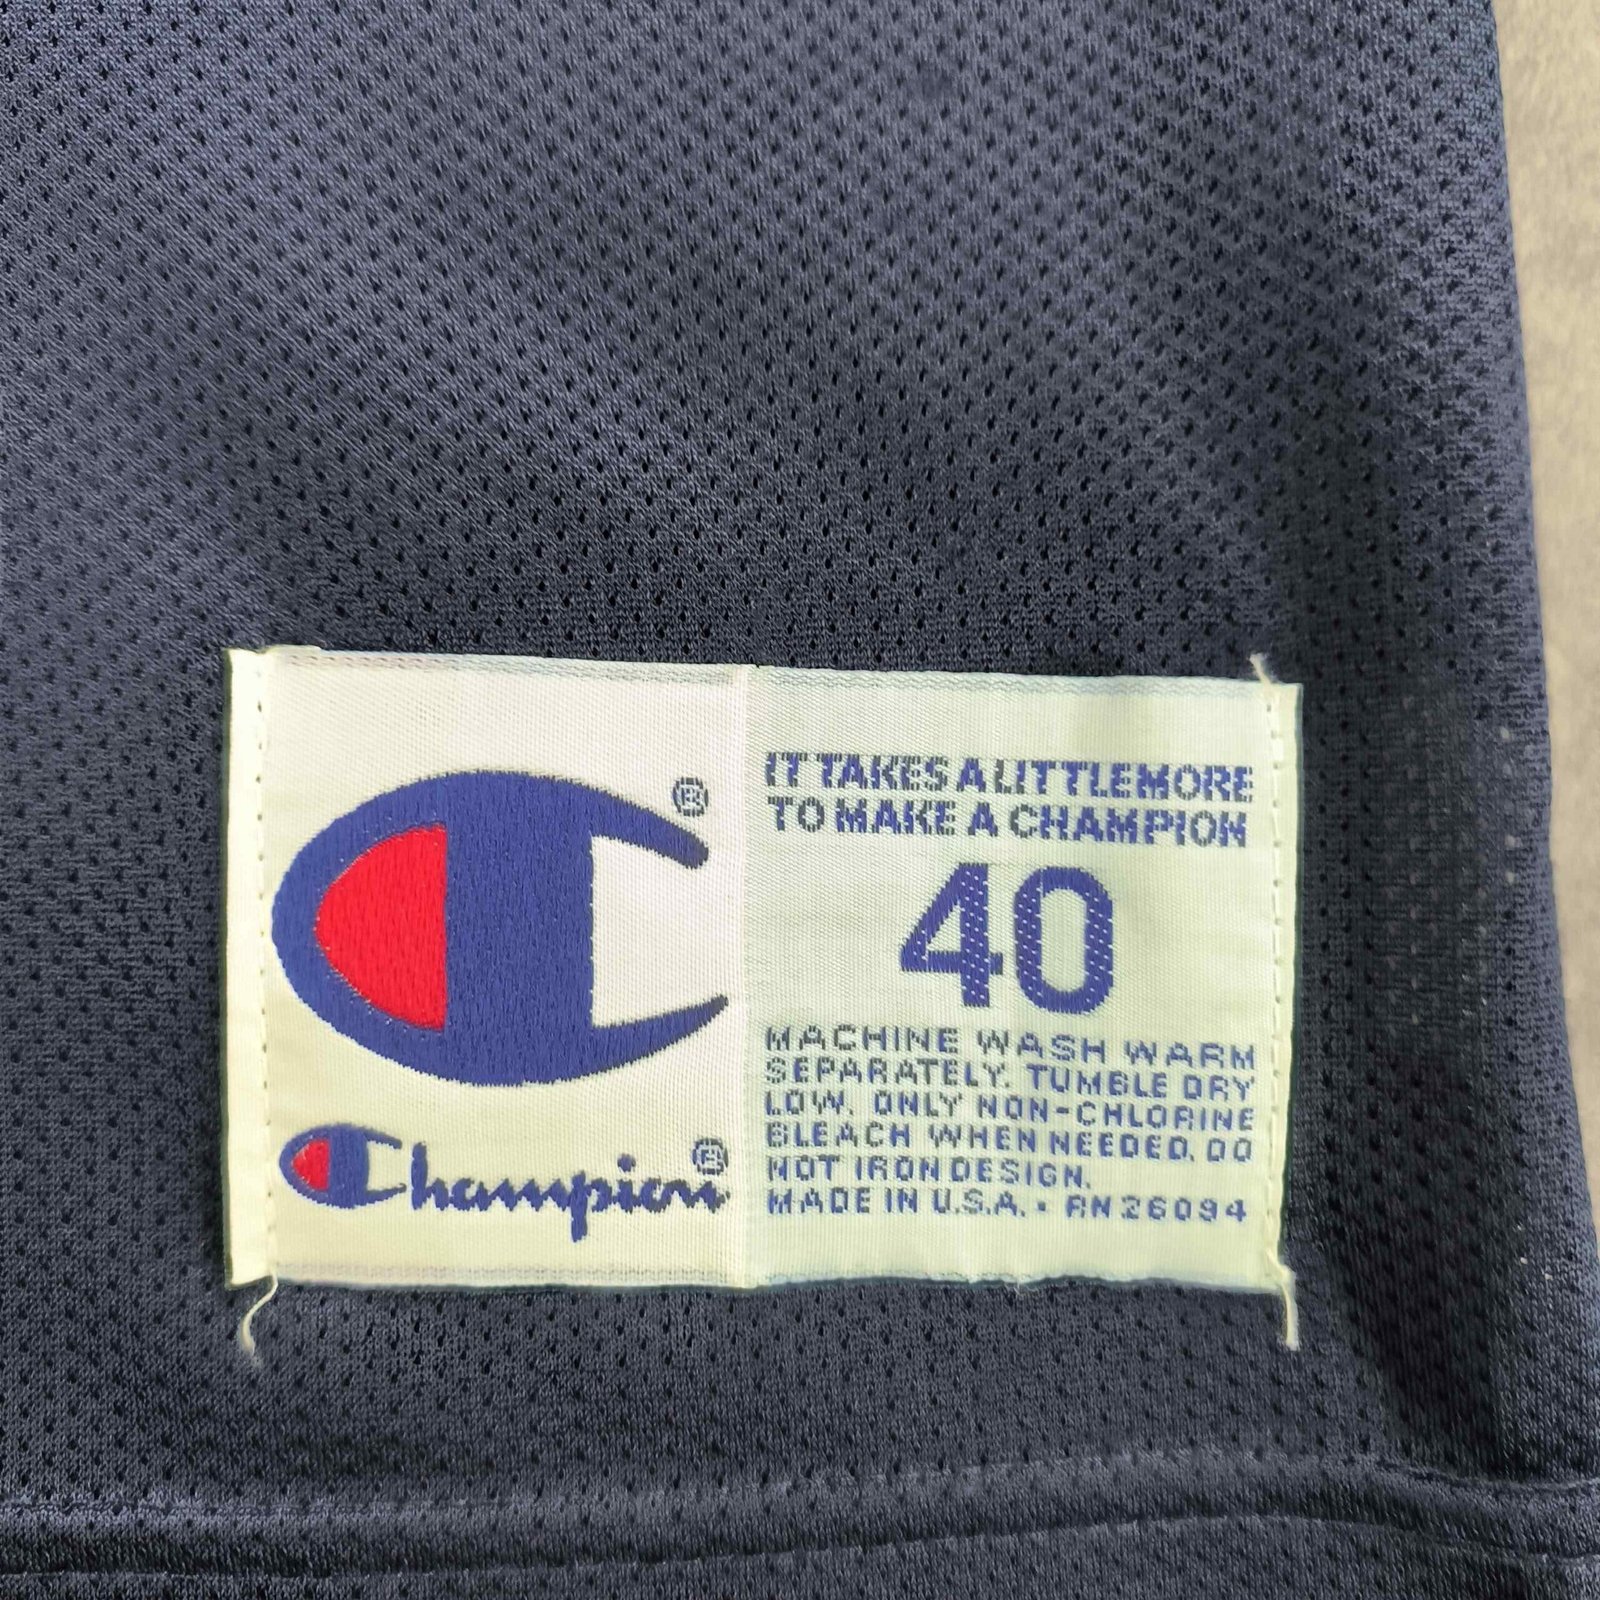 IT TAKES A LITTLE MORE
TO MAKE A CHAMPION
40
MACHINE WASH WARM
SEPARATELY. TUMBLE DRY
LOW. ONLY NON-CHLORINE
BLEACH WHEN NEEDED. DO
NOT IRON DESIGN.
MADE IN U.S.A. • RN 26094
®
Champion®